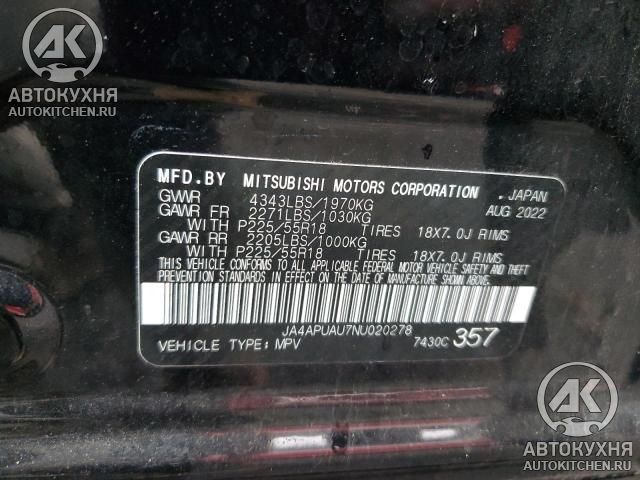 AK
АВТОКУХНЯ
AUTOKITCHEN.RU
MFD.BY MITSUBISHI MOTORS CORPORATION , JAPAN
GVWR 4343LBS/1970KG AUG 2022
GAWR FR 2271LBS/1030KG
WITH P225/55R18 TIRES 18X7.0J RIMS
GAWR RR 2205LBS/1000KG
WITH P225/55R18 TIRES 18X7.0J RIMS
THIS VEHICLE CONFORMS TO ALL APPLICABLE FEDERAL MOTOR VEHICLE SAFETY AND THEFT
PREVENTION STANDARDS IN EFFECT ON THE DATE OF MANUFACTURE SHOWN ABOVE.
JA4APUAU7NU020278
VEHICLE TYPE: MPV 7430C 357
AK
АВТОКУХНЯ
AUTOKITCHEN.RU